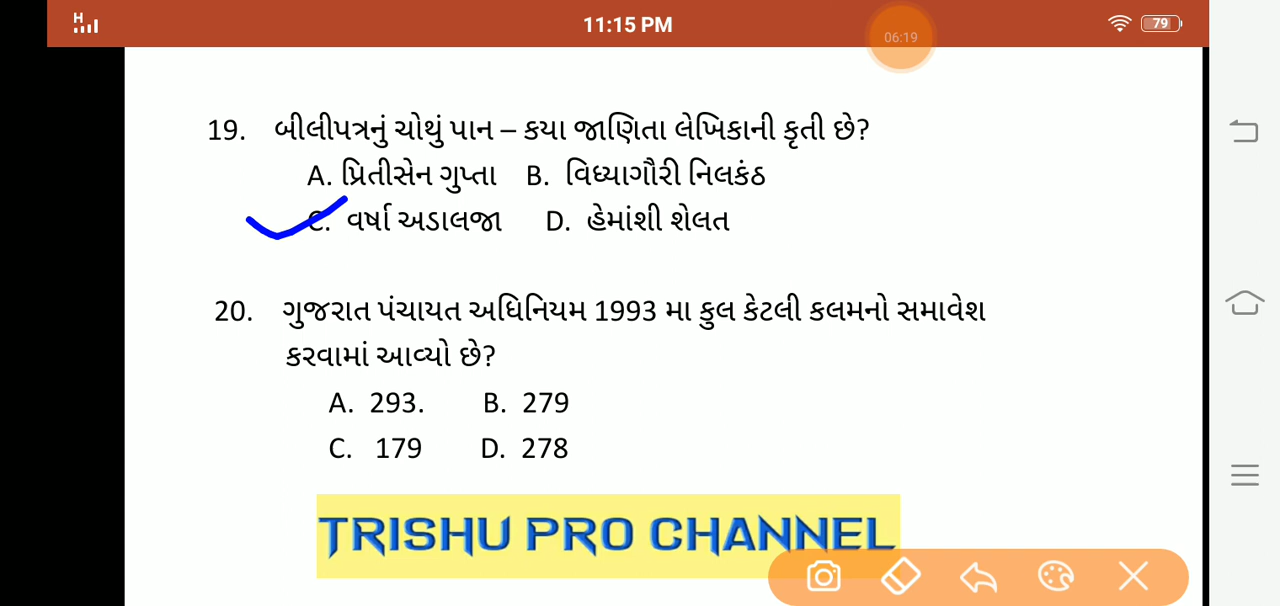 H
11:15 PM
06:19
79
19. બીલીપત્રનું ચોથું પાન – કયા જાણિતા લેખિકાની કૃતી છે?
A. પ્રિતીસેન ગુપ્તા B. વિધ્યાગૌરી નિલકંઠ
C. વર્ષા અડાલજા D. હેમાંશી શેલત
20. ગુજરાત પંચાયત અધિનિયમ 1993 મા કુલ કેટલી કલમનો સમાવેશ
કરવામાં આવ્યો છે?
A. 293. B. 279
C. 179 D. 278
TRISHU PRO CHANNEL